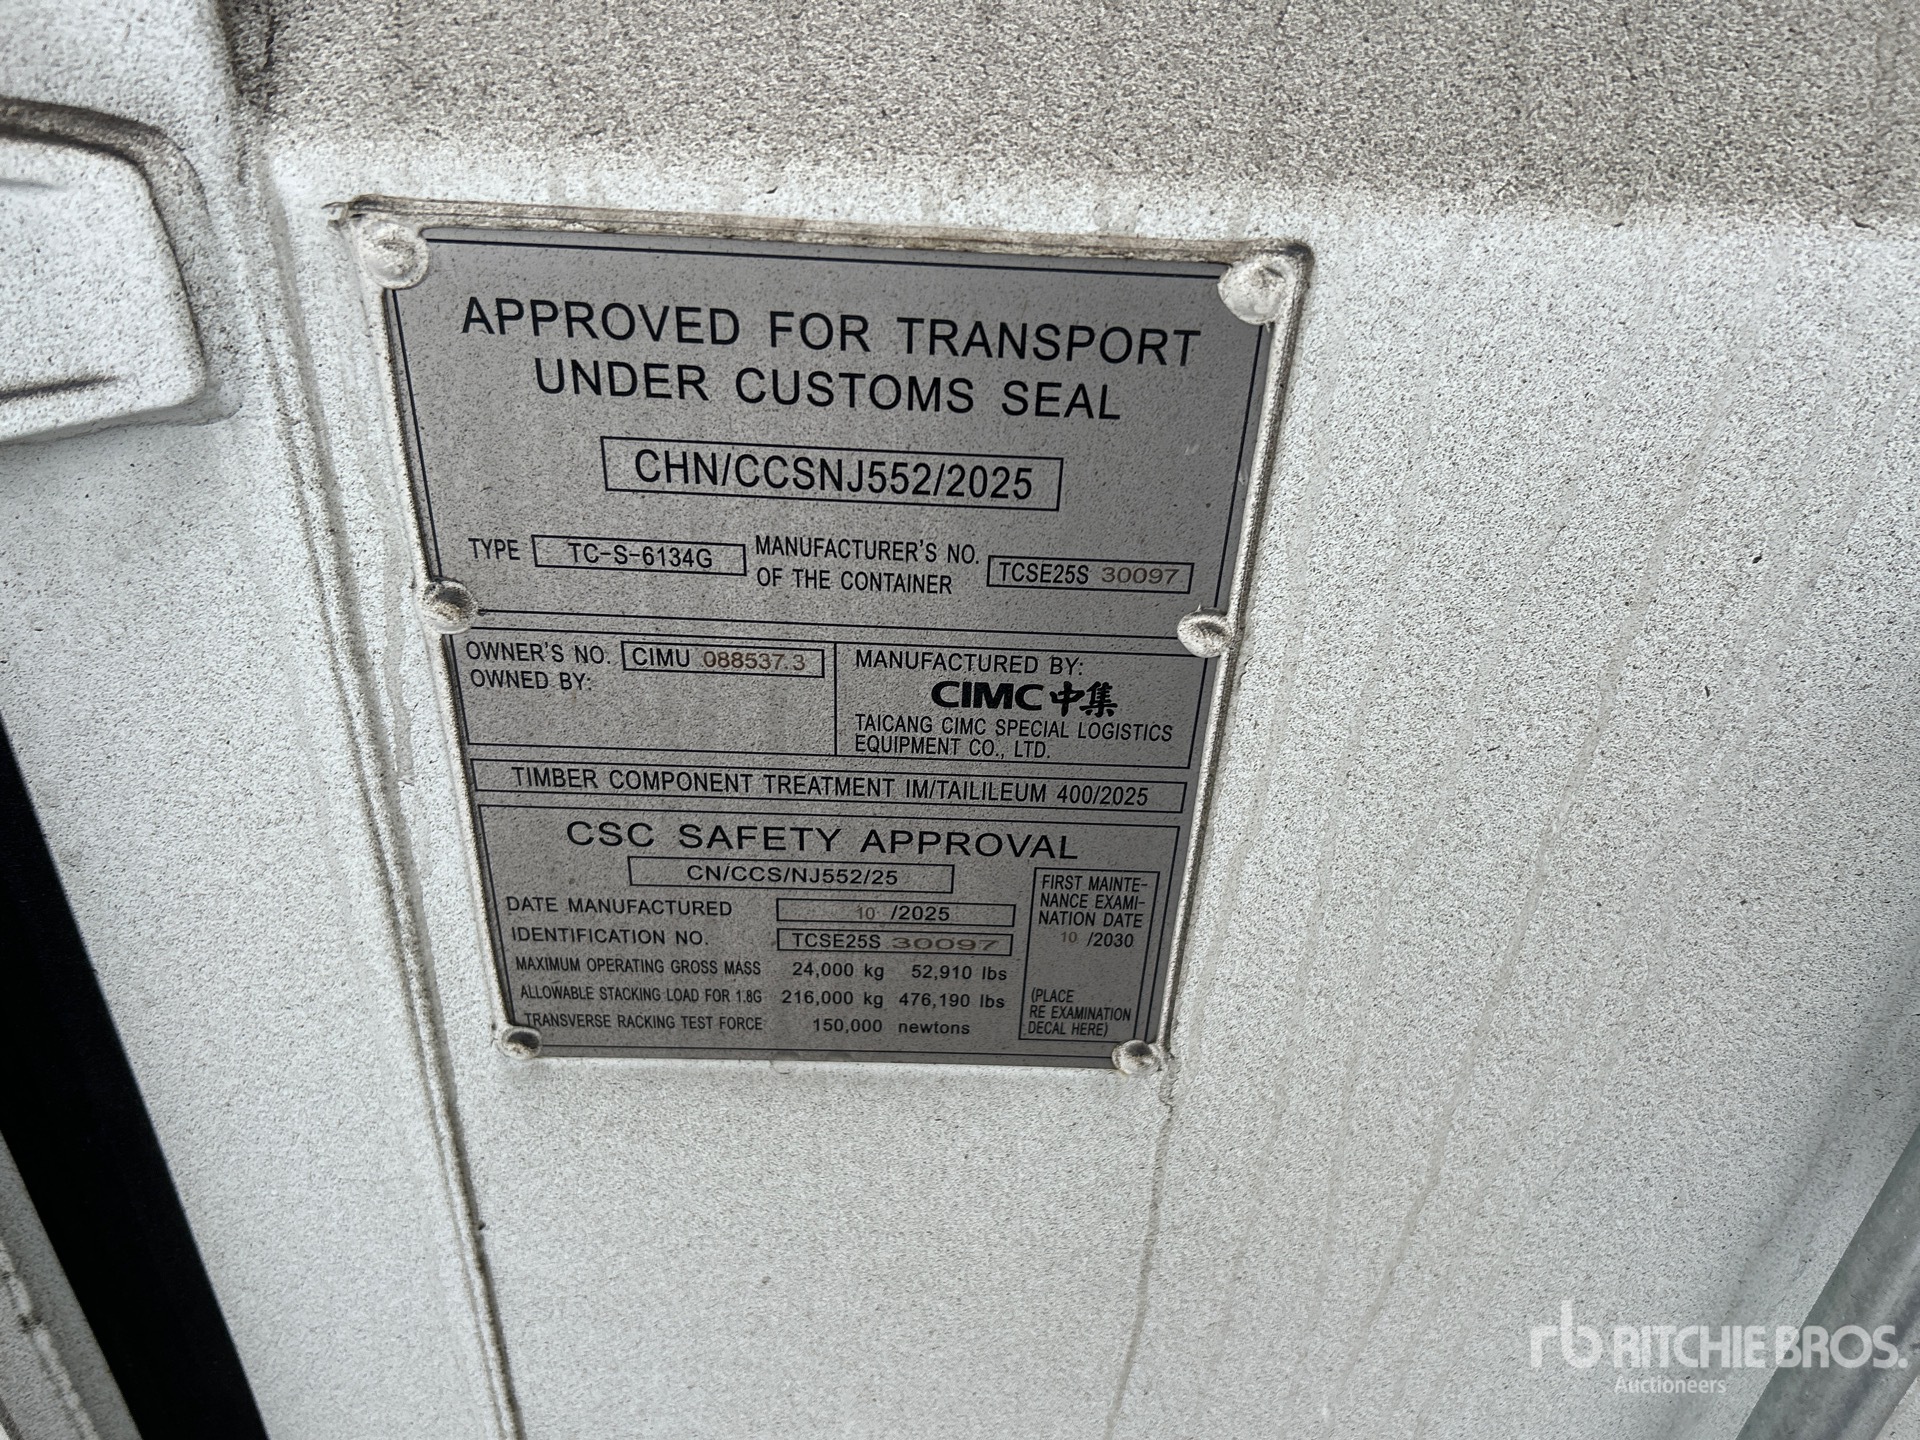 APPROVED FOR TRANSPORT
UNDER CUSTOMS SEAL
CHN/CCSNJ552/2025
TYPE TC-S-6134G MANUFACTURER'S NO.
OF THE CONTAINER TCSE25S 30097
OWNER'S NO. CIMU 088537.3
OWNED BY:
MANUFACTURED BY:
CIMC中集
TAICANG CIMC SPECIAL LOGISTICS
EQUIPMENT CO., LTD.
TIMBER COMPONENT TREATMENT IM/TAILILEUM 400/2025
CSC SAFETY APPROVAL
CN/CCS/NJ552/25
DATE MANUFACTURED 10 /2025
IDENTIFICATION NO. TCSE25S 30097
MAXIMUM OPERATING GROSS MASS 24,000 kg 52,910 lbs
ALLOWABLE STACKING LOAD FOR 1.8G 216,000 kg 476,190 lbs
TRANSVERSE RACKING TEST FORCE 150,000 newtons
FIRST MAINTE-
NANCE EXAMI-
NATION DATE
10 /2030
(PLACE
RE EXAMINATION
DECAL HERE)
rb RITCHIE BROS.
Auctioneers